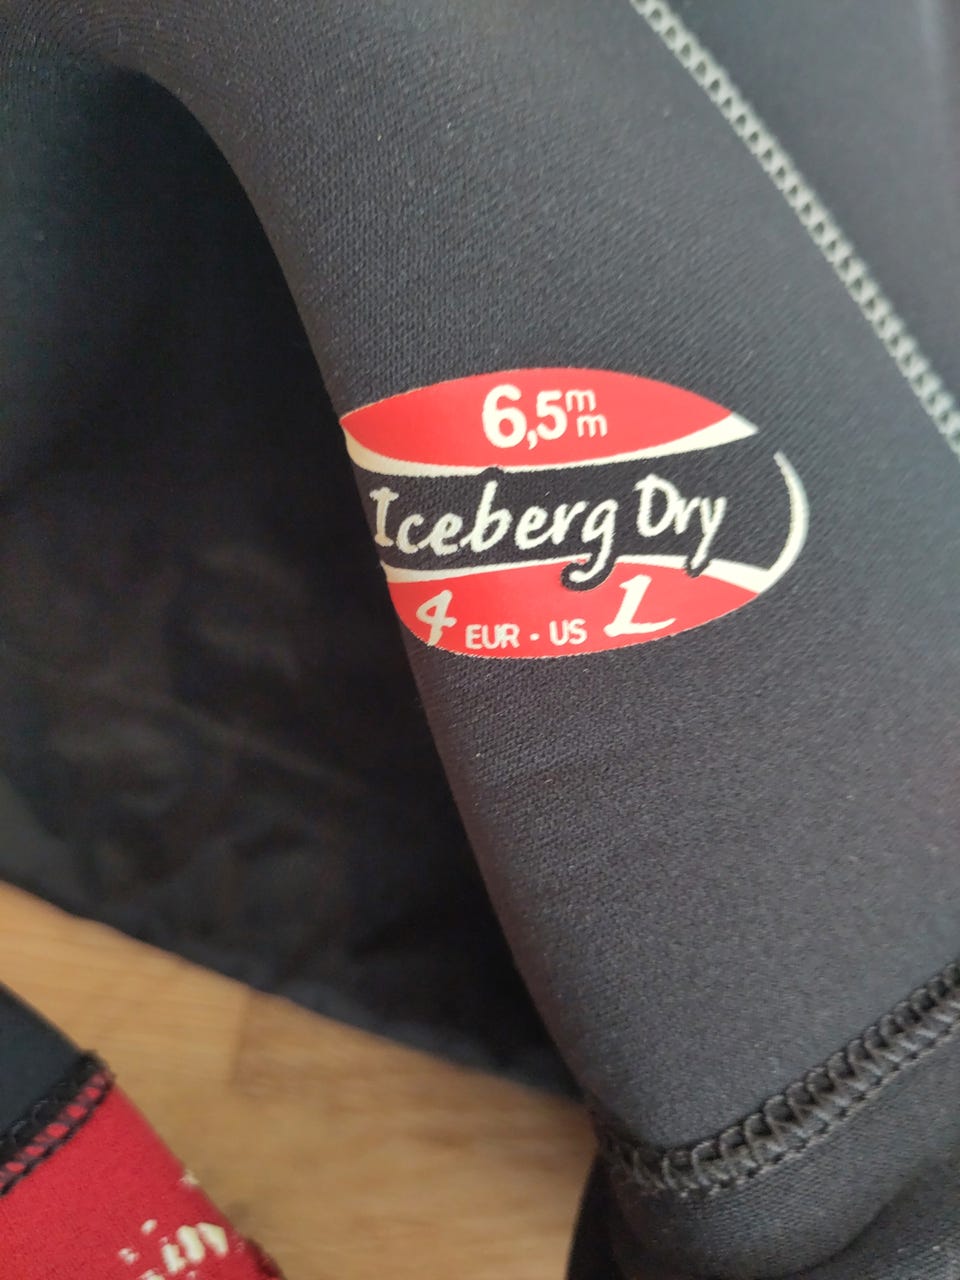 6,5mm
Iceberg Dry
4 EUR - US L